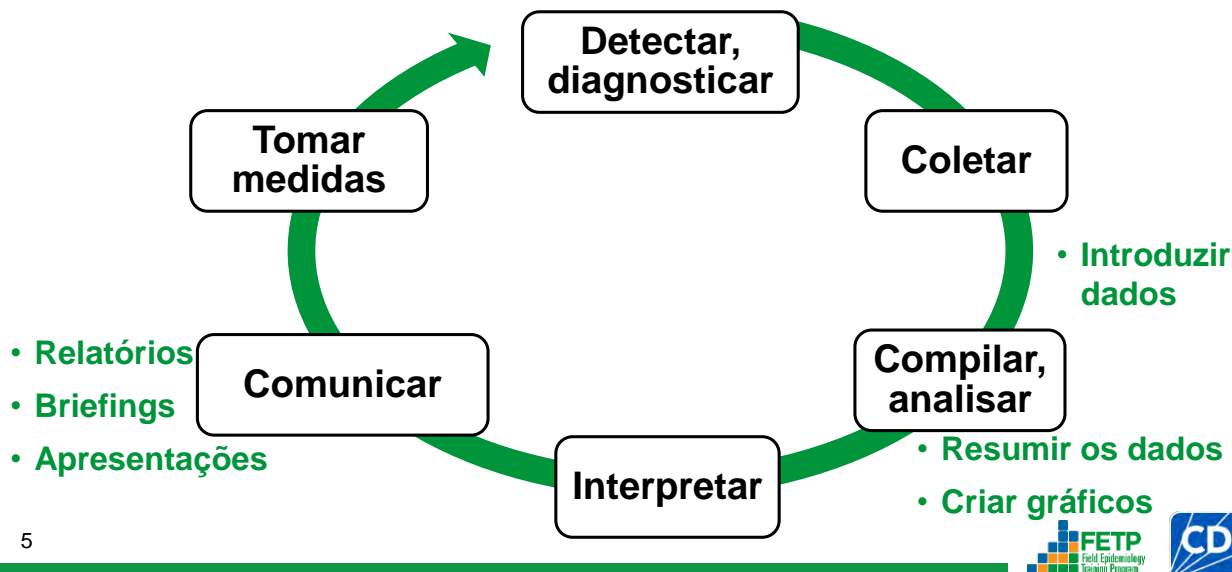 Detectar,
diagnosticar
Coletar
• Introduzir
dados
Compilar,
analisar
• Resumir os dados
• Criar gráficos
Interpretar
Comunicar
• Relatórios
• Briefings
• Apresentações
Tomar
medidas
5
FETP
Field Epidemiology
Training Program
CD